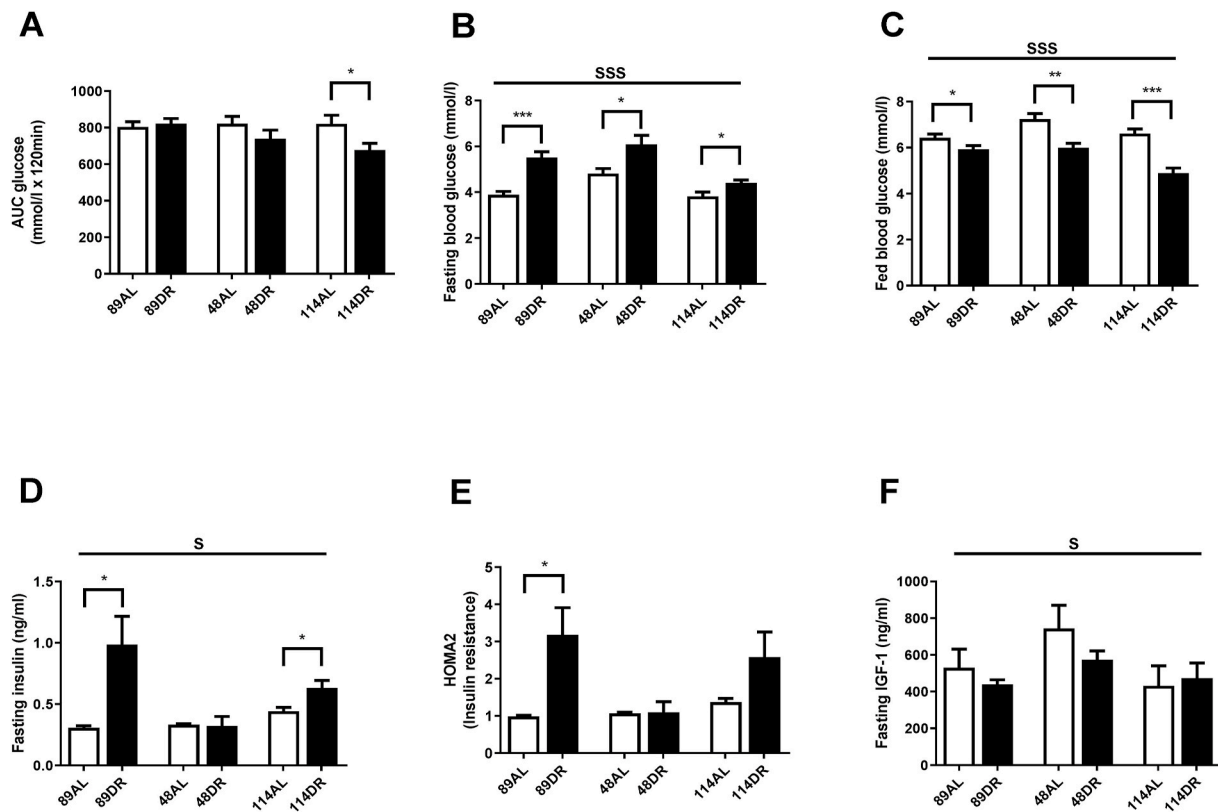 A
AUC glucose
(mmol/l x 120min)
1000
800
600
400
200
0
*
89AL
89DR
48AL
48DR
114AL
114DR
B
SSS
Fasting blood glucose (mmol/l)
8
6
4
2
0
***
*
*
89AL
89DR
48AL
48DR
114AL
114DR
C
SSS
Fed blood glucose (mmol/l)
8
6
4
2
0
*
**
***
89AL
89DR
48AL
48DR
114AL
114DR
D
S
Fasting insulin (ng/ml)
1.5
1.0
0.5
0.0
*
*
89AL
89DR
48AL
48DR
114AL
114DR
E
HOMA2
(Insulin resistance)
5
4
3
2
1
0
*
89AL
89DR
48AL
48DR
114AL
114DR
F
S
Fasting IGF-1 (ng/ml)
1000
800
600
400
200
0
89AL
89DR
48AL
48DR
114AL
114DR